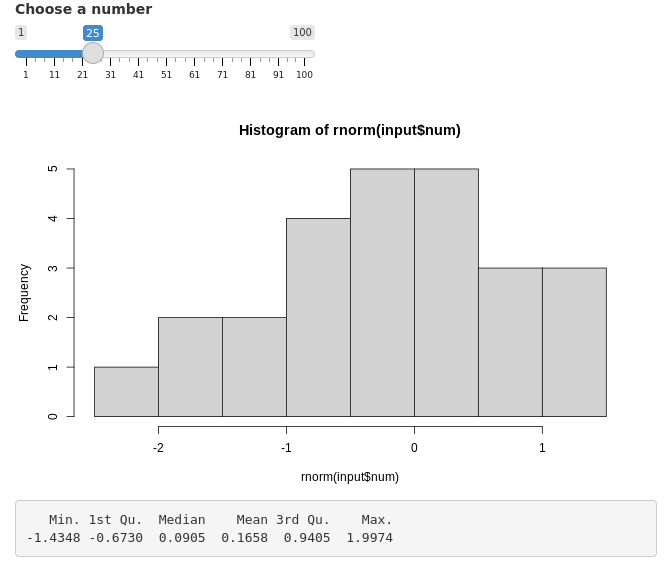 Choose a number
1 25 100
1 11 21 31 41 51 61 71 81 91 100
Histogram of rnorm(input$num)
5
4
3
2
1
0
Frequency
-2 -1 0 1
rnorm(input$num)
Min. 1st Qu. Median Mean 3rd Qu. Max.
-1.4348 -0.6730 0.0905 0.1658 0.9405 1.9974